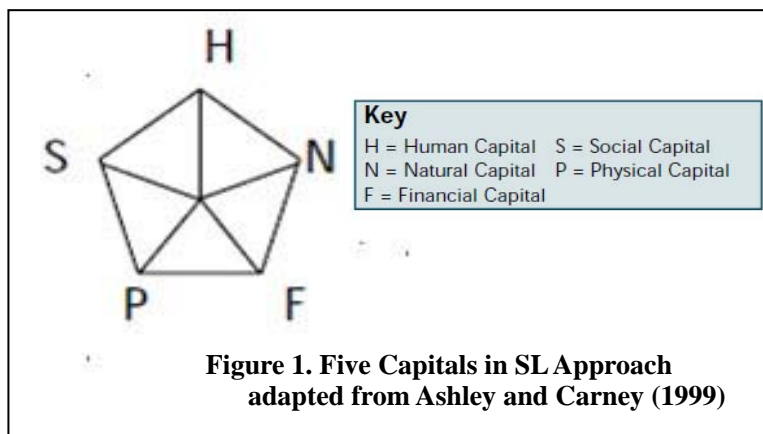 H
S
N
P
F
Key
H = Human Capital S = Social Capital
N = Natural Capital P = Physical Capital
F = Financial Capital
Figure 1. Five Capitals in SL Approach
adapted from Ashley and Carney (1999)